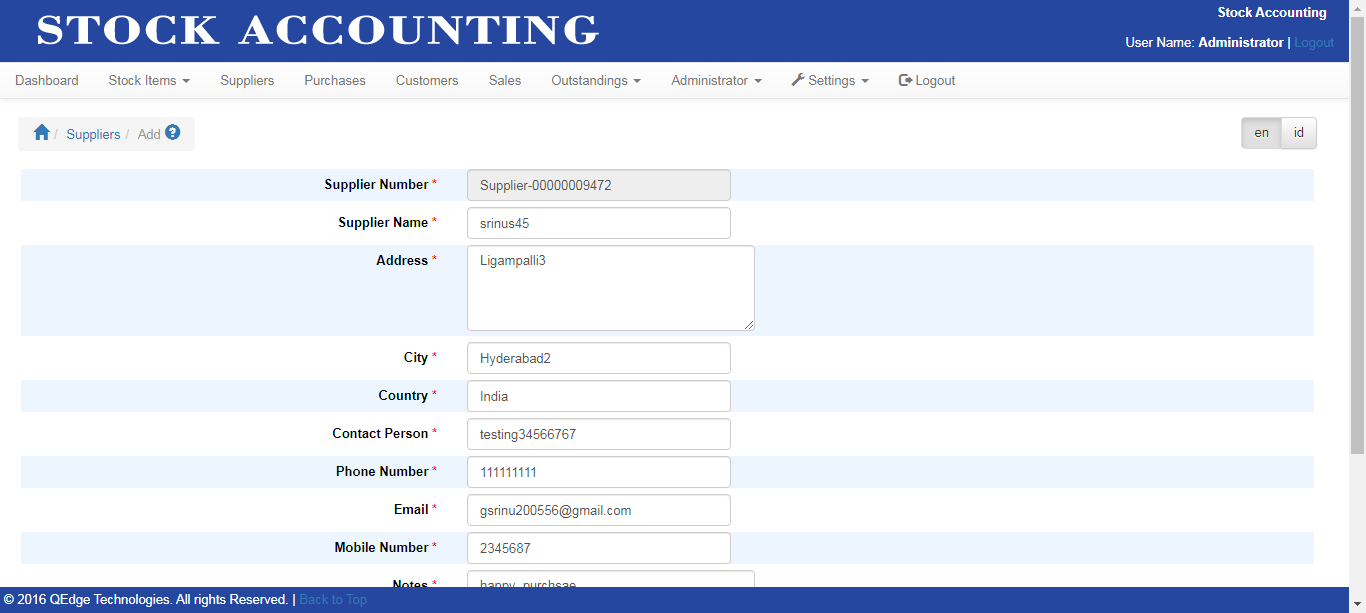 STOCK ACCOUNTING
Stock Accounting
User Name: Administrator | Logout
Dashboard Stock Items Suppliers Purchases Customers Sales Outstandings Administrator Settings Logout
/ Suppliers / Add ?
en id
Supplier Number * Supplier-00000009472
Supplier Name * srinus45
Address * Ligampalli3
City * Hyderabad2
Country * India
Contact Person * testing34566767
Phone Number * 111111111
Email * gsrinu200556@gmail.com
Mobile Number * 2345687
Notes * happy_purchsae
© 2016 QEdge Technologies. All rights Reserved. | Back to Top